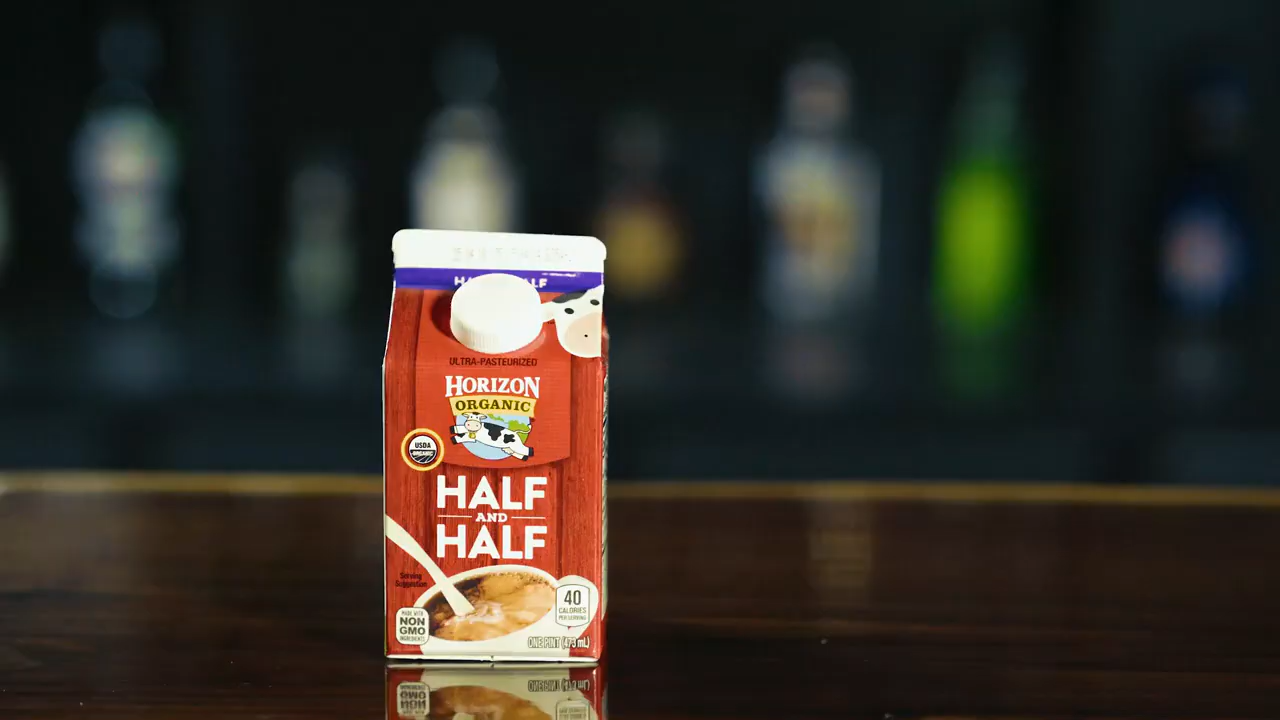 ULTRA-PASTEURIZED
HORIZON
ORGANIC
USDA
ORGANIC
HALF
AND
HALF
Serving
Suggestion
40
CALORIES
PER SERVING
MADE WITH
NON
GMO
INGREDIENTS
ONE PINT (473 mL)